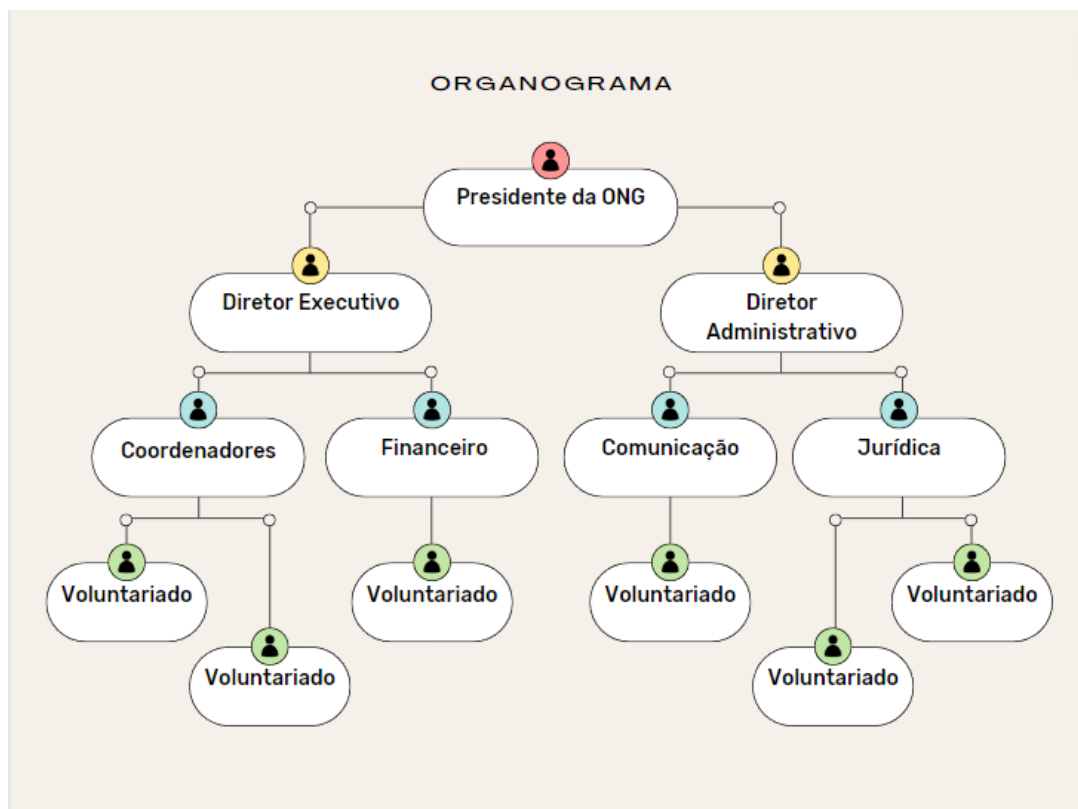 ORGANOGRAMA
Presidente da ONG
Diretor Executivo
Diretor
Administrativo
Coordenadores
Financeiro
Comunicação
Jurídica
Voluntariado
Voluntariado
Voluntariado
Voluntariado
Voluntariado
Voluntariado